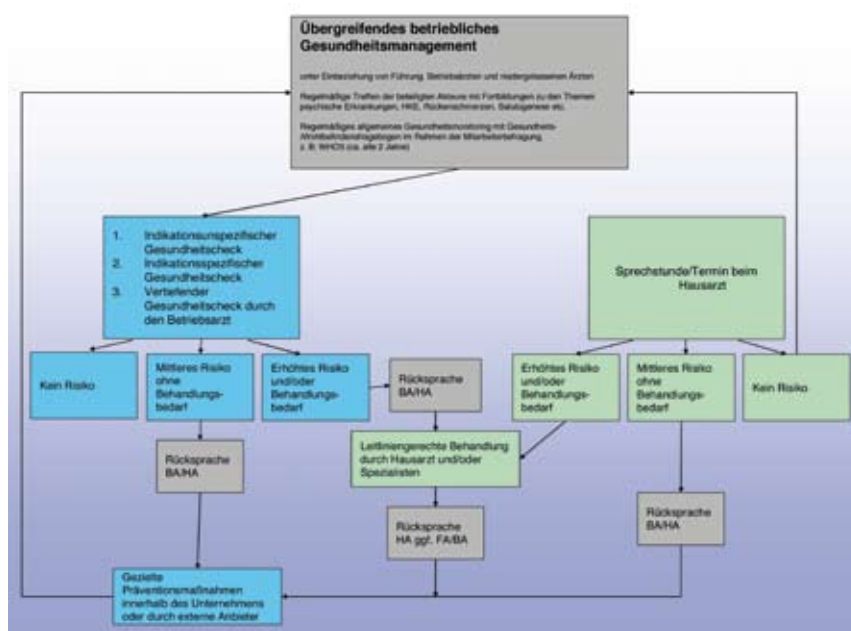 Übergreifendes betriebliches
Gesundheitsmanagement
unter Einbeziehung von Führung, Betriebsärzten und niedergelassenen Ärzten
Regelmäßige Treffen der beteiligten Akteure mit Fortbildungen zu den Themen
psychische Erkrankungen, HKE, Rückenschmerzen, Salutogenese etc.
Regelmäßiges allgemeines Gesundheitsmonitoring mit Gesundheits-
im Rahmen der Mitarbeiterbefragung,
z. B. WHO5 (ca. alle 2 Jahre)
1. Indikationsunspezifischer
Gesundheitscheck
2. Indikationsspezifischer
Gesundheitscheck
3. Vertiefender
Gesundheitscheck durch
den Betriebsarzt
Sprechstunde/Termin beim
Hausarzt
Kein Risiko
Mittleres Risiko
ohne
Behandlungs-
bedarf
Erhöhtes Risiko
und/oder
Behandlungs-
bedarf
Rücksprache
BA/HA
Erhöhtes Risiko
und/oder
Behandlungs-
bedarf
Mittleres Risiko
ohne
Behandlungs-
bedarf
Kein Risiko
Rücksprache
BA/HA
Leitliniengerechte Behandlung
durch Hausarzt und/oder
Spezialisten
Rücksprache
HA ggf. FA/BA
Rücksprache
BA/HA
Gezielte
Präventionsmaßnahmen
innerhalb des Unternehmens
oder durch externe Anbieter